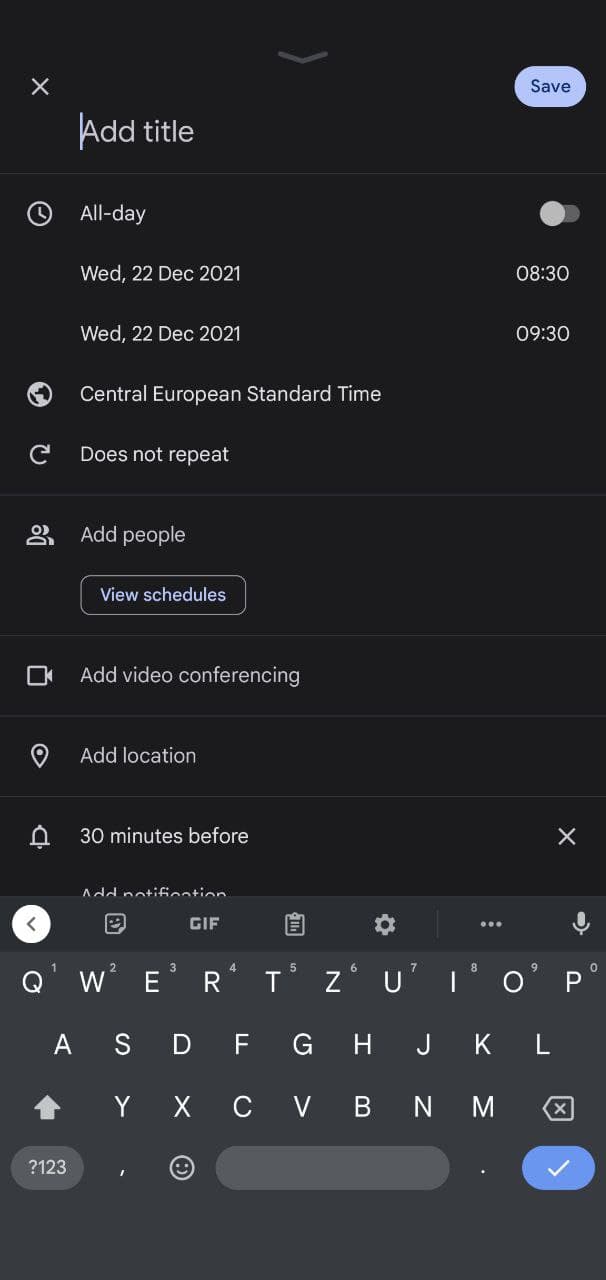 Save
Add title
All-day
Wed, 22 Dec 2021 08:30
Wed, 22 Dec 2021 09:30
Central European Standard Time
Does not repeat
Add people
View schedules
Add video conferencing
Add location
30 minutes before
Add notification
GIF
Q 1 W 2 E 3 R 4 T 5 Z 6 U 7 I 8 O 9 P 0
A S D F G H J K L
Y X C V B N M
?123 , .